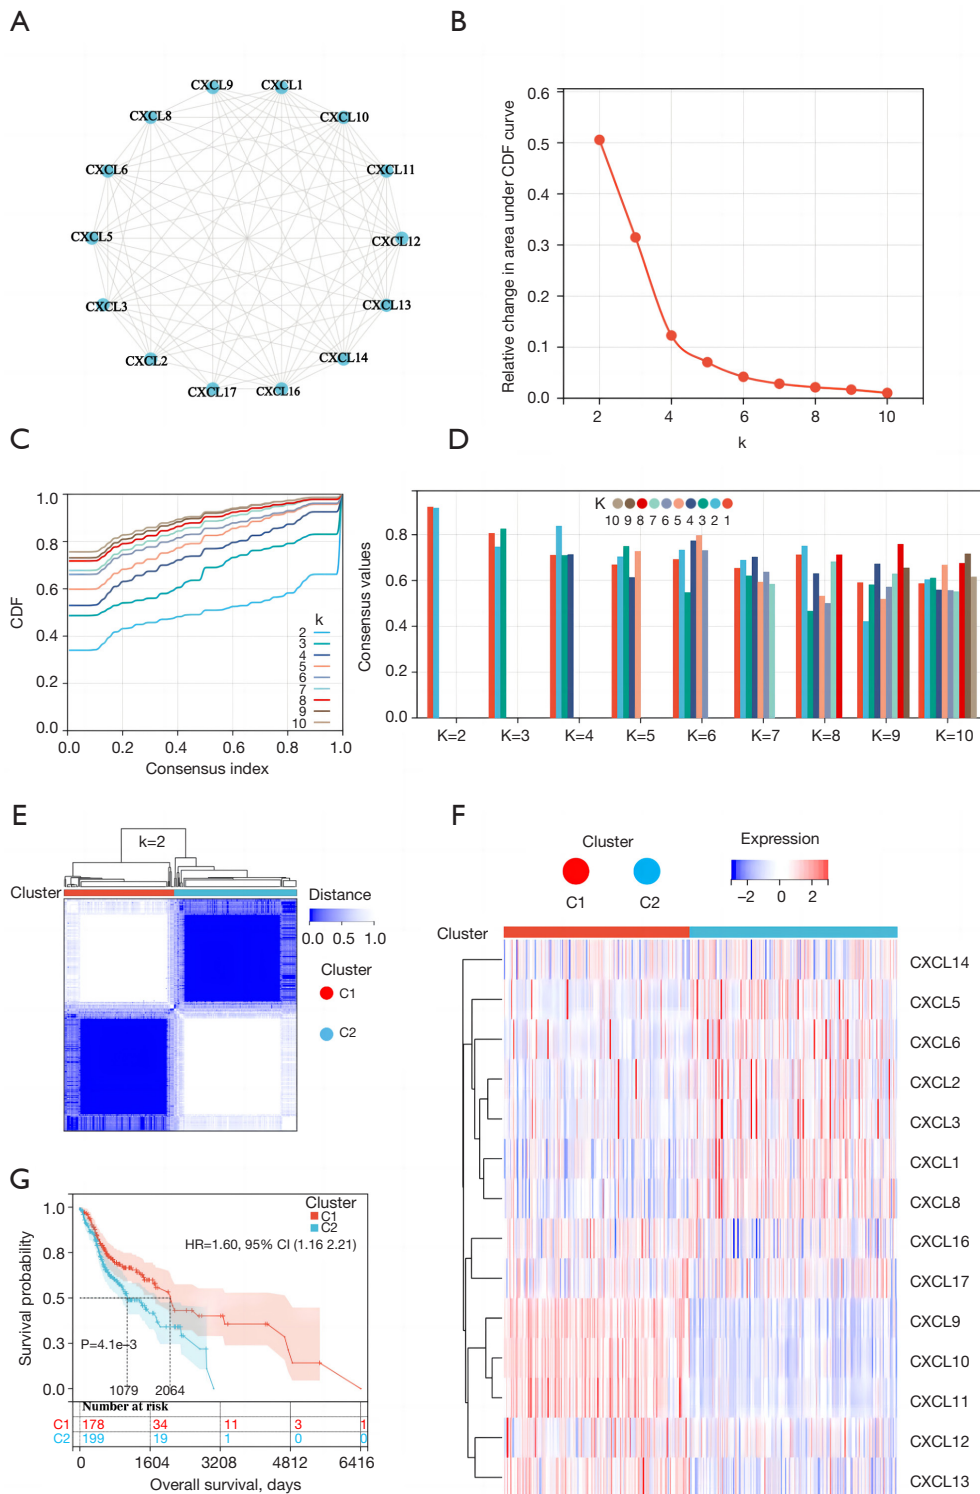 A
CXCL9
CXCL1
CXCL8
CXCL10
CXCL6
CXCL11
CXCL5
CXCL12
CXCL3
CXCL13
CXCL2
CXCL14
CXCL17
CXCL16
B
Relative change in area under CDF curve
0.6
0.5
0.4
0.3
0.2
0.1
0.0
2 4 6 8 10
k
C
CDF
1.0
0.8
0.6
0.4
0.2
0.0
k
2
3
4
5
6
7
8
9
10
0.0 0.2 0.4 0.6 0.8 1.0
Consensus index
D
Consensus values
K
10 9 8 7 6 5 4 3 2 1
0.8
0.6
0.4
0.2
0.0
K=2 K=3 K=4 K=5 K=6 K=7 K=8 K=9 K=10
E
k=2
Cluster
Distance
0.0 0.5 1.0
Cluster
C1
C2
F
Cluster
C1 C2
Expression
−2 0 2
Cluster
CXCL14
CXCL5
CXCL6
CXCL2
CXCL3
CXCL1
CXCL8
CXCL16
CXCL17
CXCL9
CXCL10
CXCL11
CXCL12
CXCL13
G
Survival probability
1.0
0.8
0.5
0.3
0.0
Cluster
C1
C2
HR=1.60, 95% CI (1.16 2.21)
P=4.1e−3
1079 2064
Number at risk
C1 178 34 11 3 1
C2 199 19 1 0 0
0 1604 3208 4812 6416
Overall survival, days